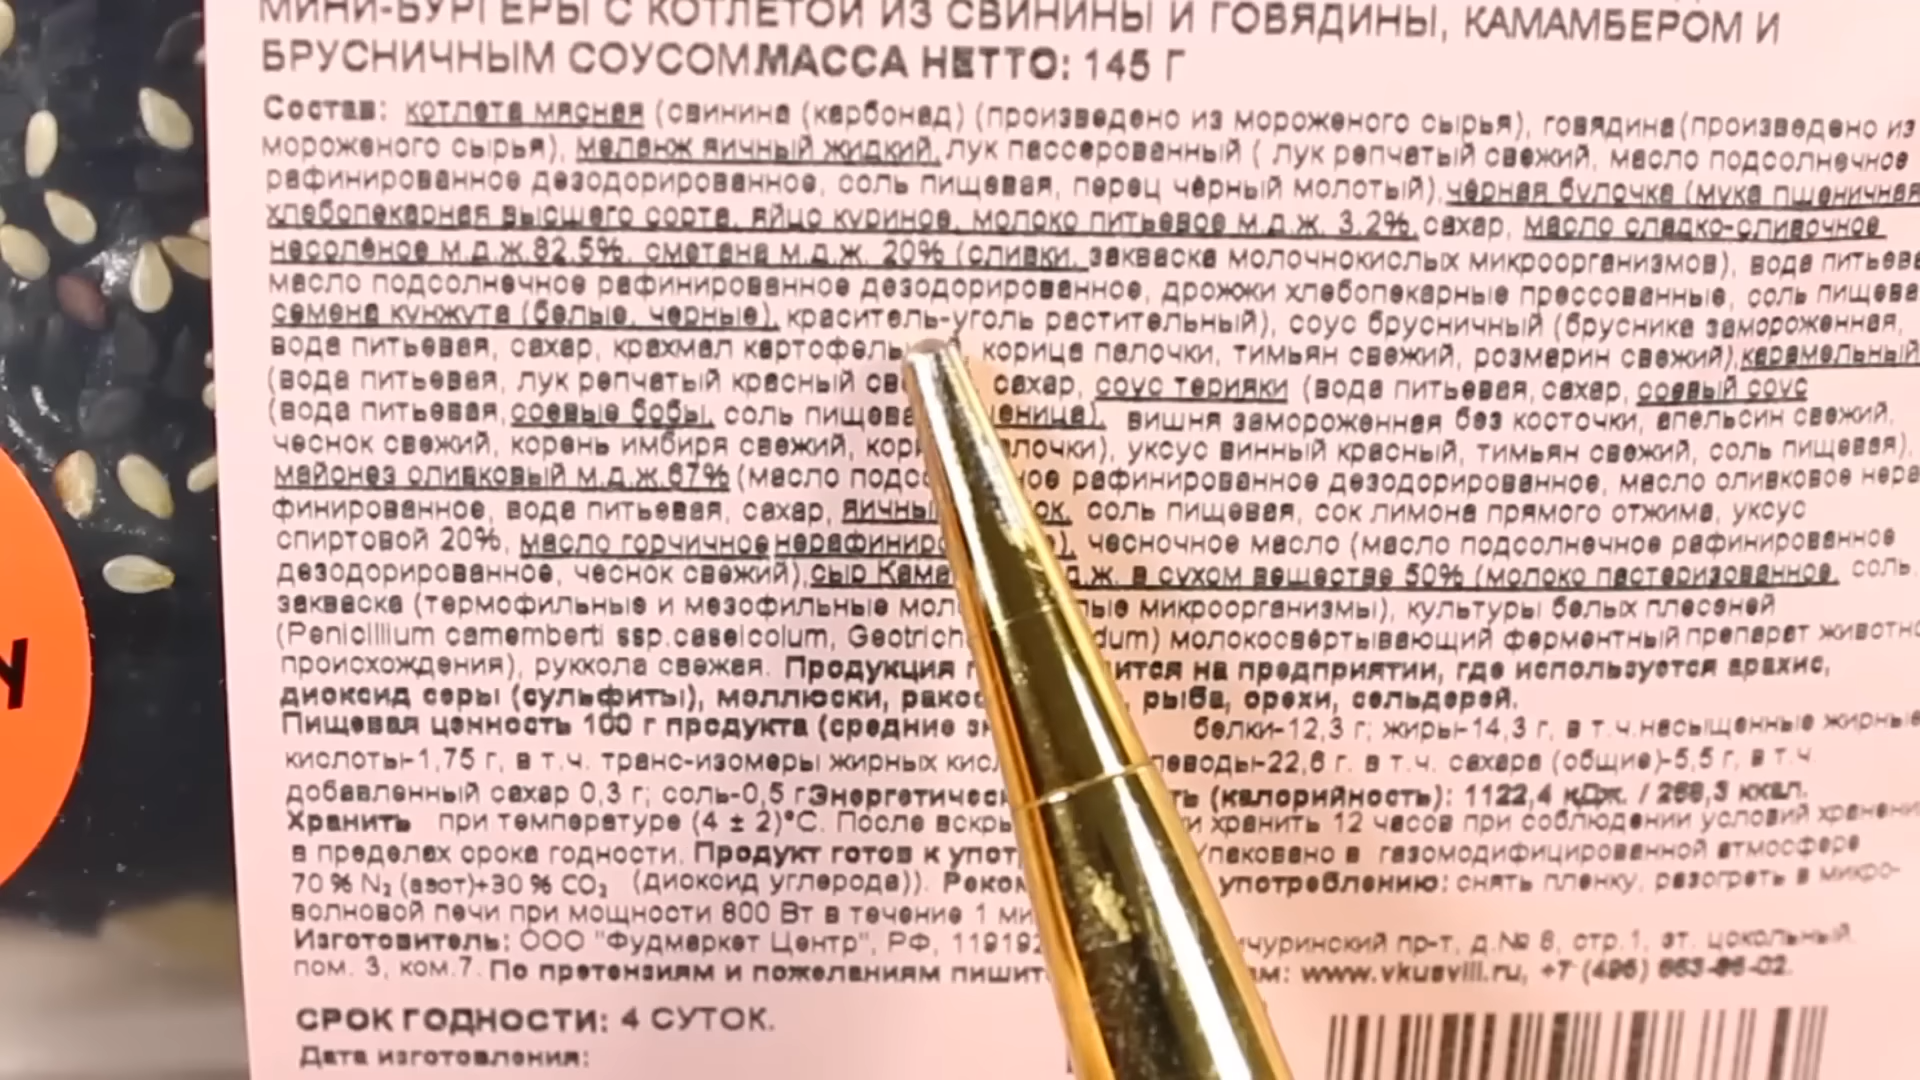 МИНИ-БУРГЕРЫ С КОТЛЕТОЙ ИЗ СВИНИНЫ И ГОВЯДИНЫ, КАМАМБЕРОМ И
БРУСНИЧНЫМ СОУСОМ МАССА НЕТТО: 145 Г
Состав: котлета мясная (свинина (карбонад) (произведено из мороженого сырья), говядина (произведено из
мороженого сырья), меланж яичный жидкий, лук пассерованный ( лук репчатый свежий, масло подсолнечное
рафинированное дезодорированное, соль пищевая, перец чёрный молотый), чёрная булочка (мука пшеничная
хлебопекарная высшего сорта, яйцо куриное, молоко питьевое м.д.ж. 3,2%, сахар, масло сладко-сливочное
несолёное м.д.ж.82,5%, сметана м.д.ж. 20% (сливки, закваска молочнокислых микроорганизмов), вода
масло подсолнечное рафинированное дезодорированное, дрожжи хлебопекарные прессованные, соль
семена кунжута (белые, черные), краситель-уголь растительный), соус брусничный (брусника замороженная,
вода питьевая, сахар, крахмал корица палочки, тимьян свежий, розмарин свежий), карамельный
(вода питьевая, лук репчатый красный сахар, соус терияки (вода питьевая, сахар, соевый соус
(вода питьевая, соевые бобы, соль вишня замороженная без косточки, апельсин свежий,
чеснок свежий, корень имбиря свежий, уксус винный красный, тимьян свежий, соль пищевая),
майонез оливковый м.д.ж.67% (масло рафинированное дезодорированное, масло оливковое нера-
финированное, вода питьевая, сахар, соль пищевая, сок лимона прямого отжима, уксус
спиртовой 20%, масло горчичное чесночное масло (масло подсолнечное рафинированное
дезодорированное, чеснок свежий), сыр в сухом веществе 50% (молоко пастеризованное, соль,
закваска (термофильные и мезофильные микроорганизмы), культуры белых плесеней
(Penicillium camemberti ssp.caseicolum, молокосвёртывающий ферментный препарат
происхождения), руккола свежая. Продукция на предприятии, где используется арахис,
диоксид серы (сульфиты), моллюски, рыба, орехи, сельдерей.
Пищевая ценность 100 г продукта (средние белки-12,3 г; жиры-14,3 г, в т.ч.насыщенные жирные
кислоты-1,75 г, в т.ч. транс-изомеры жирных 22,6 г. в т.ч. сахара (общие)-5,5 г, в т.ч
добавленный сахар 0,3 г; соль-0,5 г (калорийность): 1122,4 кДж. / 268,3 ккал.
Хранить при температуре (4 ± 2)°C. После хранить 12 часов при соблюдении условий
в пределах срока годности. Продукт готов к Упаковано в газомодифицированной атмосфере
70 % N₂ (азот)+30 % CO₂ (диоксид углерода)). употреблению: снять пленку, разогреть в микро-
волновой печи при мощности 800 Вт в течение 1
Изготовитель: ООО "Фудмаркет Центр", РФ, пр-т, д.№ 8, стр.1, эт. цокольный,
пом. 3, ком.7. По претензиям и пожеланиям www.vkusvill.ru, +7 (495) 663-86-02.
СРОК ГОДНОСТИ: 4 СУТОК.
Дата изготовления: